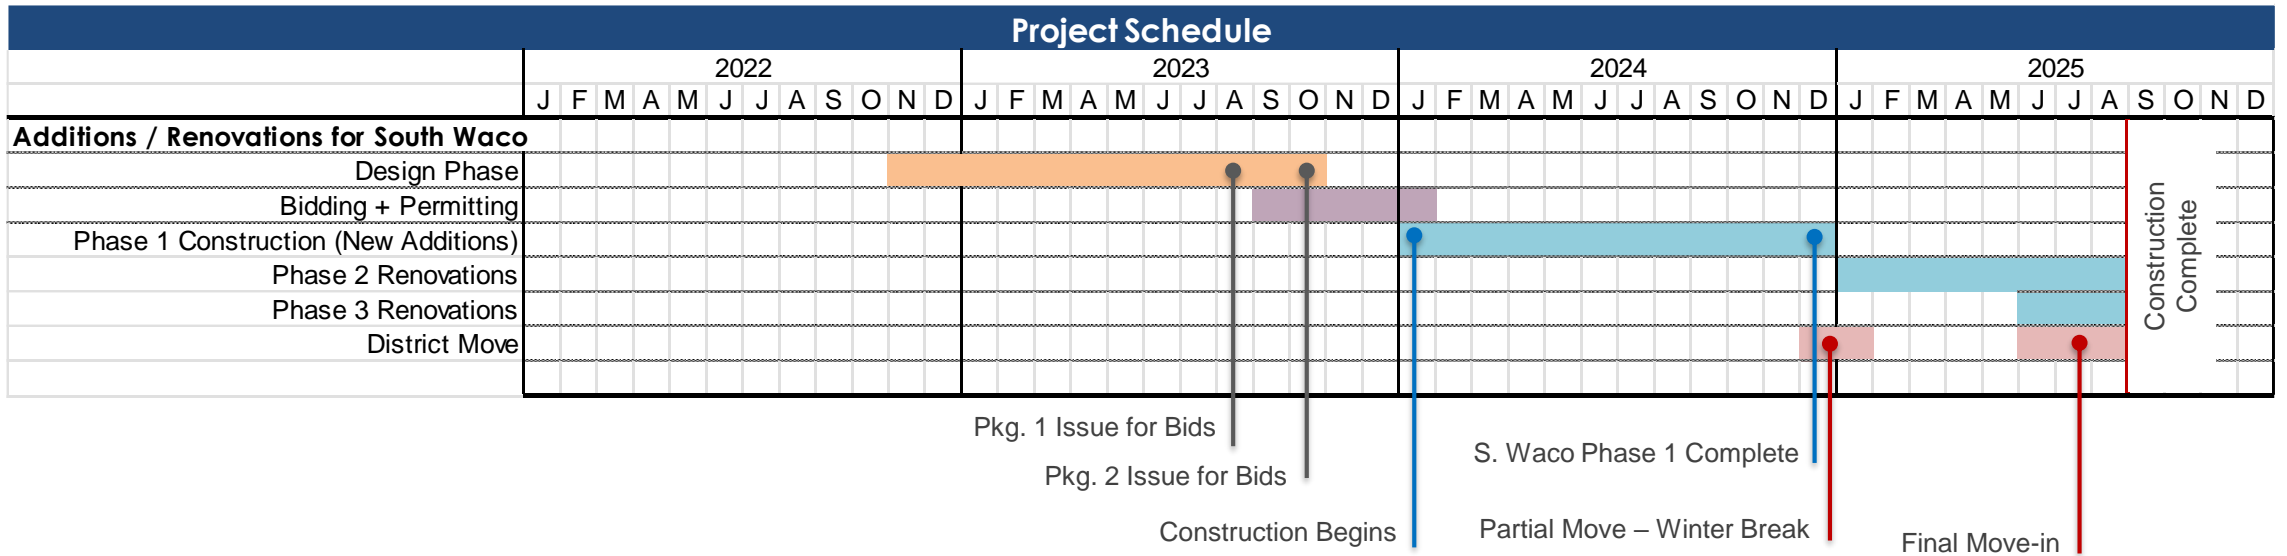 Project Schedule
2022 2023 2024 2025
J F M A M J J A S O N D J F M A M J J A S O N D J F M A M J J A S O N D J F M A M J J A S O N D
Additions / Renovations for South Waco
Design Phase
Bidding + Permitting
Phase 1 Construction (New Additions)
Phase 2 Renovations
Phase 3 Renovations
District Move
Construction
Complete
Pkg. 1 Issue for Bids
Pkg. 2 Issue for Bids
Construction Begins
S. Waco Phase 1 Complete
Partial Move – Winter Break
Final Move-in